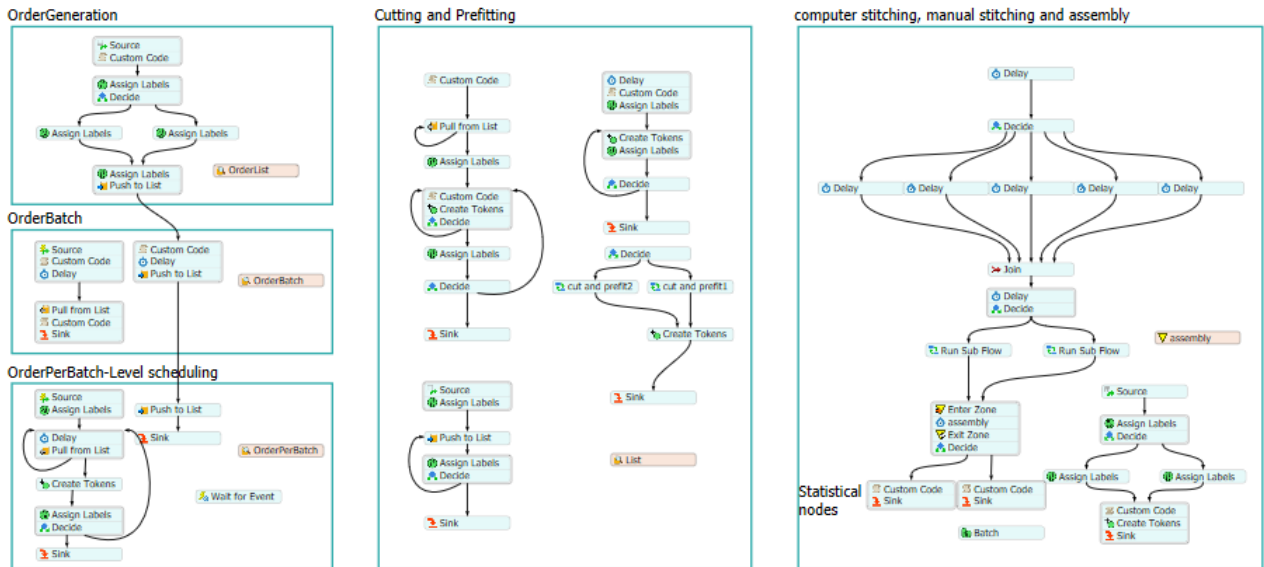 OrderGeneration
Source
Custom Code
Assign Labels
Decide
Assign Labels
Assign Labels
Assign Labels
Push to List
OrderList
OrderBatch
Source
Custom Code
Delay
Custom Code
Delay
Push to List
OrderBatch
Pull from List
Custom Code
Sink
OrderPerBatch-Level scheduling
Source
Assign Labels
Push to List
Delay
Pull from List
Sink
OrderPerBatch
Create Tokens
Wait for Event
Assign Labels
Decide
Sink
Cutting and Prefitting
Custom Code
Pull from List
Assign Labels
Custom Code
Create Tokens
Decide
Assign Labels
Decide
Sink
Delay
Custom Code
Assign Labels
Create Tokens
Assign Labels
Decide
Sink
Decide
cut and prefit2
cut and prefit1
Create Tokens
Sink
Source
Assign Labels
Push to List
Assign Labels
Decide
Sink
List
computer stitching, manual stitching and assembly
Delay
Decide
Delay
Delay
Delay
Delay
Delay
Join
Delay
Decide
assembly
Run Sub Flow
Run Sub Flow
Enter Zone
assembly
Exit Zone
Decide
Source
Assign Labels
Decide
Assign Labels
Assign Labels
Statistical
nodes
Custom Code
Sink
Custom Code
Sink
Batch
Custom Code
Create Tokens
Sink